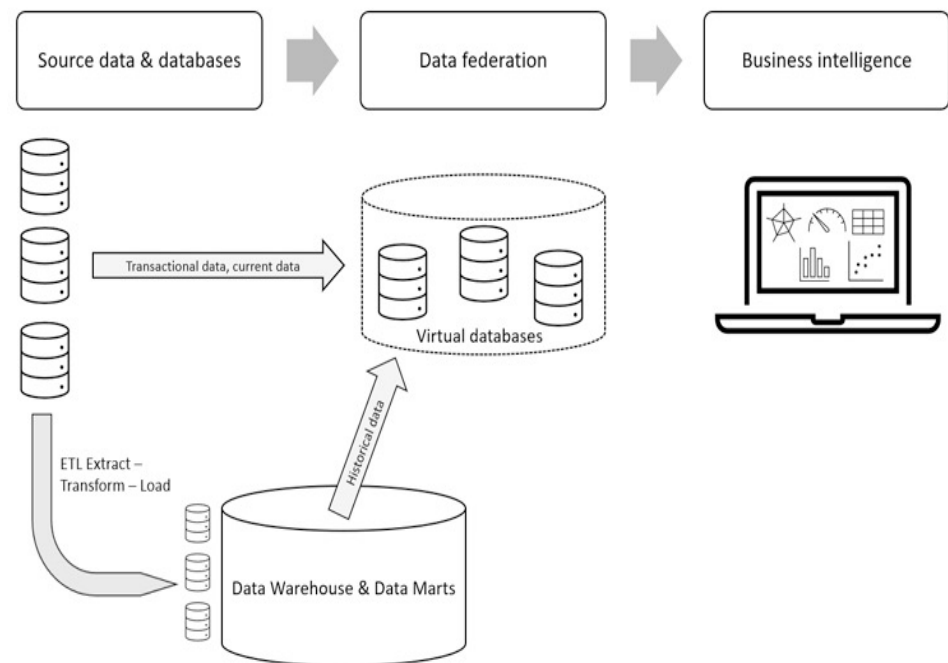 Source data & databases
Data federation
Business intelligence
Transactional data, current data
Virtual databases
Historical data
ETL Extract –
Transform – Load
Data Warehouse & Data Marts